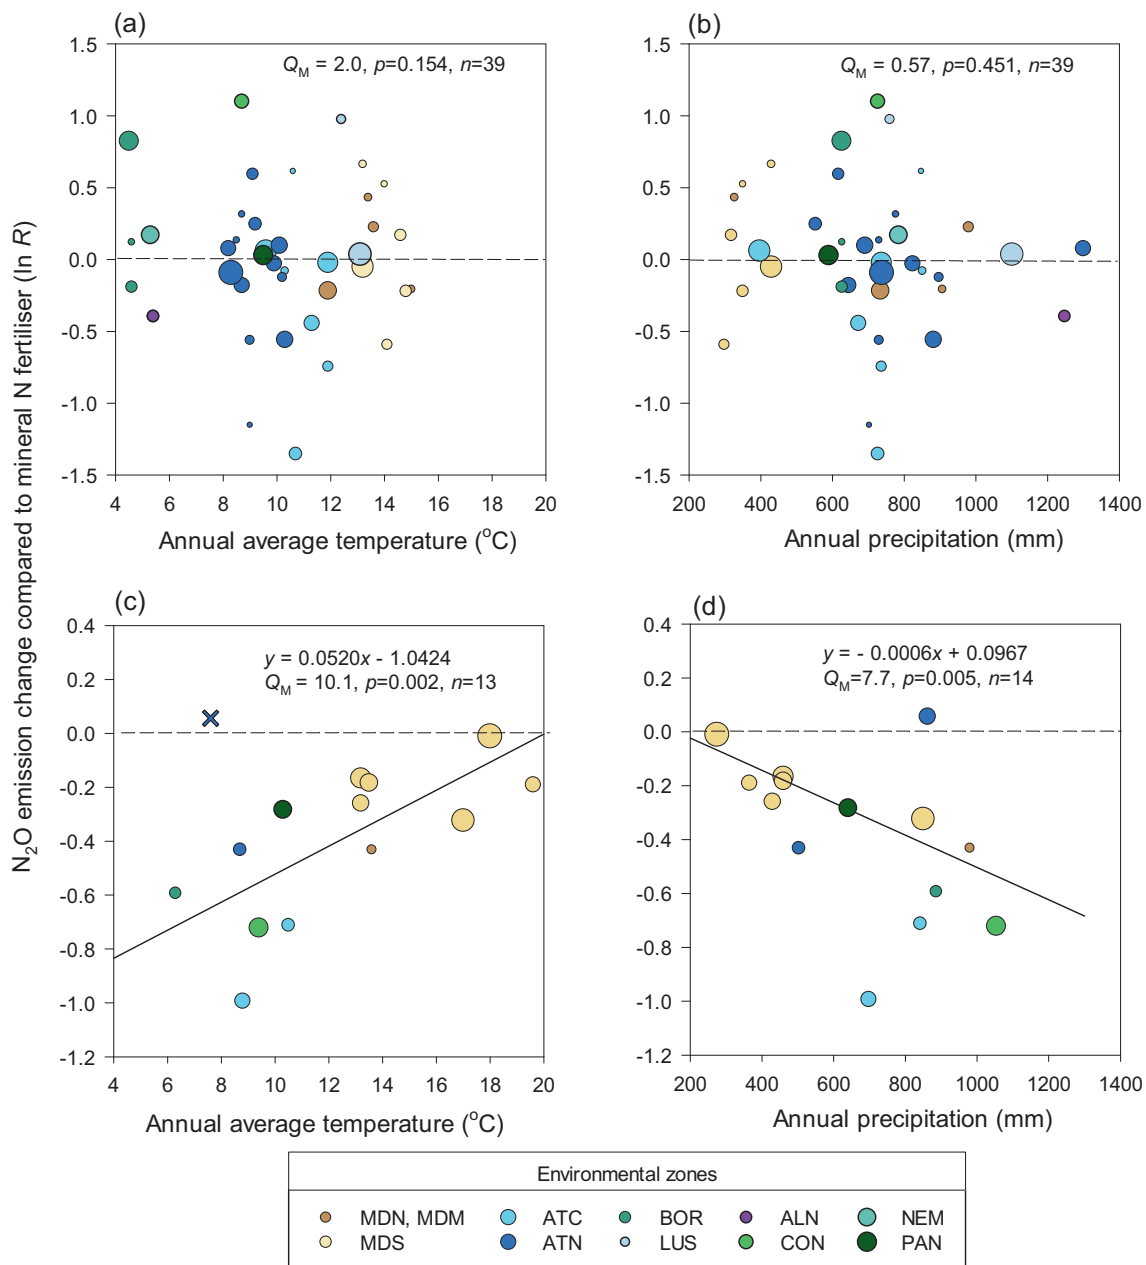 (a)
(b)
1.5
1.0
0.5
0.0
-0.5
-1.0
-1.5
Q_M = 2.0, p=0.154, n=39
4 6 8 10 12 14 16 18 20
Annual average temperature (°C)
1.5
1.0
0.5
0.0
-0.5
-1.0
-1.5
Q_M = 0.57, p=0.451, n=39
200 400 600 800 1000 1200 1400
Annual precipitation (mm)
N₂O emission change compared to mineral N fertiliser (ln R)
(c)
(d)
0.4
0.2
0.0
-0.2
-0.4
-0.6
-0.8
-1.0
-1.2
y = 0.0520x - 1.0424
Q_M = 10.1, p=0.002, n=13
4 6 8 10 12 14 16 18 20
Annual average temperature (°C)
0.4
0.2
0.0
-0.2
-0.4
-0.6
-0.8
-1.0
-1.2
y = - 0.0006x + 0.0967
Q_M=7.7, p=0.005, n=14
200 400 600 800 1000 1200 1400
Annual precipitation (mm)
Environmental zones
MDN, MDM ATC BOR ALN NEM
MDS ATN LUS CON PAN